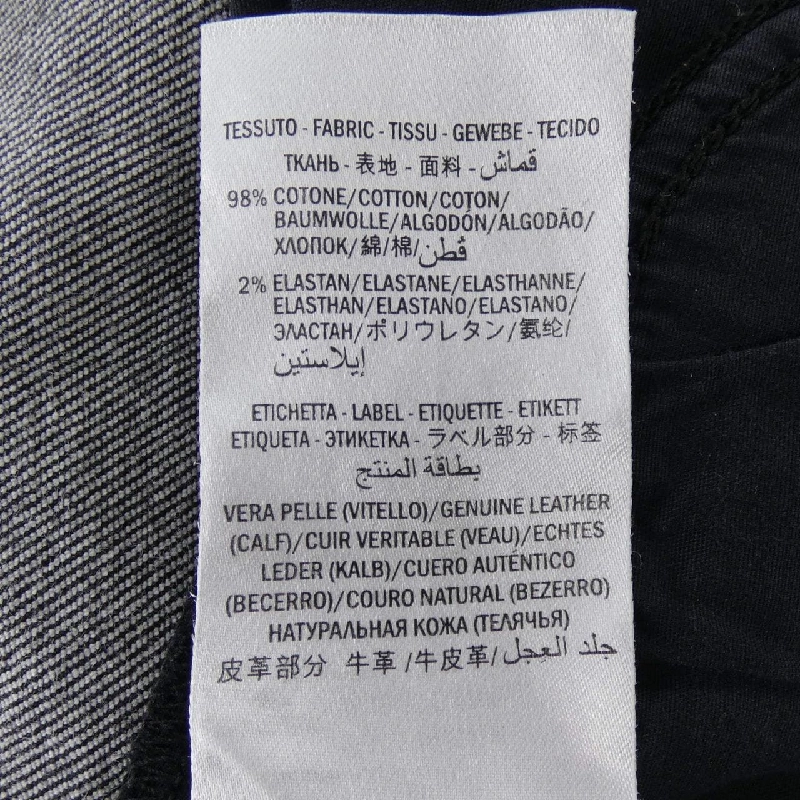 TESSUTO - FABRIC - TISSU - GEWEBE - TECIDO
ТКАНЬ - 表地 - 面料 - قماش
98% COTONE/COTTON/COTON/
BAUMWOLLE/ALGODÓN/ALGODÃO/
ХЛОПОК/綿/棉/قطن
2% ELASTAN/ELASTANE/ELASTHANNE/
ELASTHAN/ELASTANO/ELASTANO/
ЭЛАСТАН/ポリウレタン/氨纶/
إيلاستين
ETICHETTA - LABEL - ETIQUETTE - ETIKETT
ETIQUETA - ЭТИКЕТКА - ラベル部分 - 标签
بطاقة المنتج
VERA PELLE (VITELLO)/GENUINE LEATHER
(CALF)/CUIR VERITABLE (VEAU)/ECHTES
LEDER (KALB)/CUERO AUTÉNTICO
(BECERRO)/COURO NATURAL (BEZERRO)
НАТУРАЛЬНАЯ КОЖА (ТЕЛЯЧЬЯ)
皮革部分 牛革 /牛皮革/جلد العجل